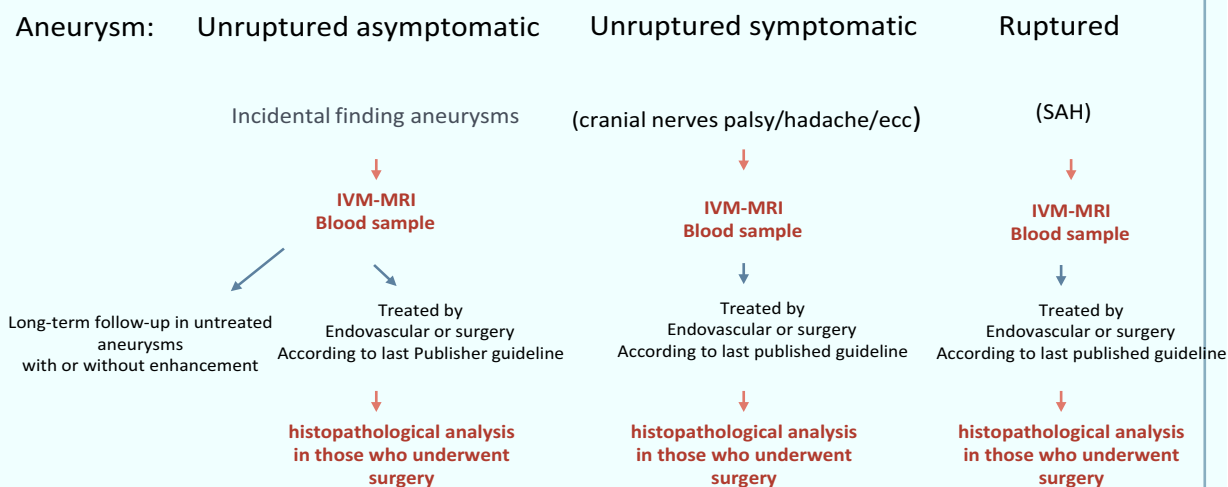 Aneurysm: Unruptured asymptomatic Unruptured symptomatic Ruptured
Incidental finding aneurysms
(cranial nerves palsy/hadache/ecc)
(SAH)
IVM-MRI
Blood sample
IVM-MRI
Blood sample
IVM-MRI
Blood sample
Long-term follow-up in untreated
aneurysms
with or without enhancement
Treated by
Endovascular or surgery
According to last Publisher guideline
Treated by
Endovascular or surgery
According to last published guideline
Treated by
Endovascular or surgery
According to last published guideline
histopathological analysis
in those who underwent
surgery
histopathological analysis
in those who underwent
surgery
histopathological analysis
in those who underwent
surgery